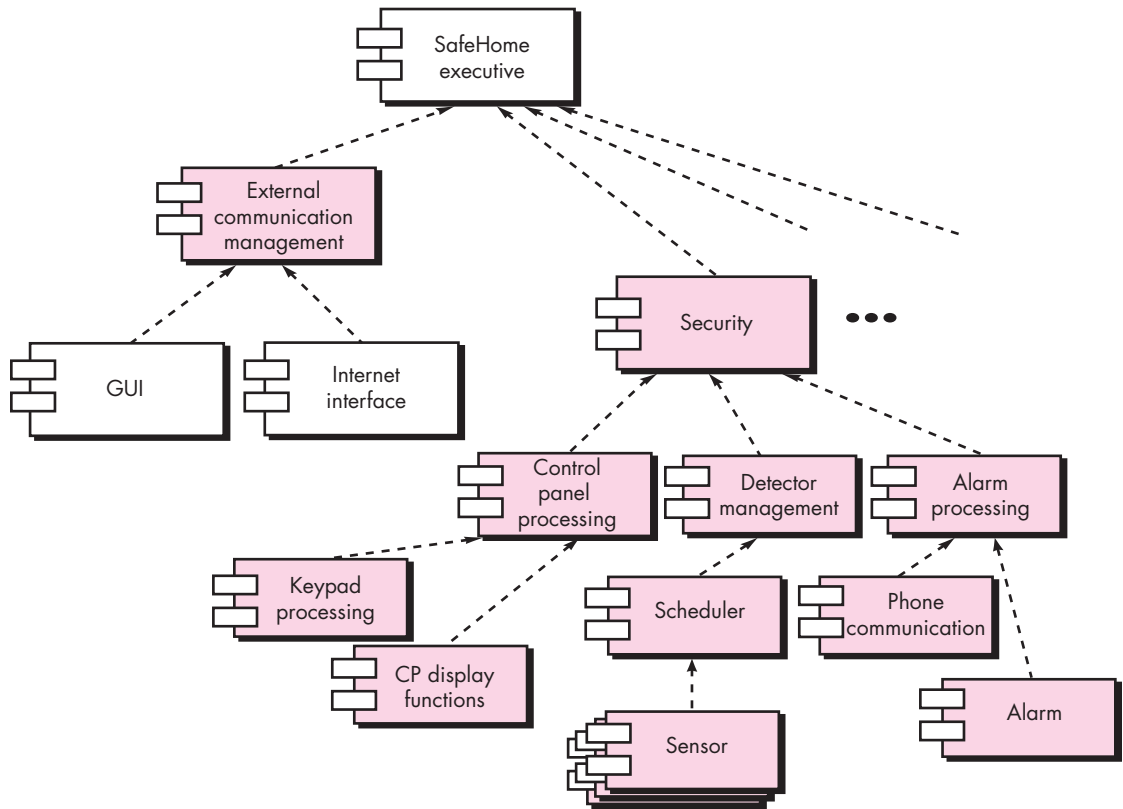 SafeHome
executive
External
communication
management
Security
GUI
Internet
interface
Control
panel
processing
Detector
management
Alarm
processing
Keypad
processing
Scheduler
Phone
communication
CP display
functions
Sensor
Alarm